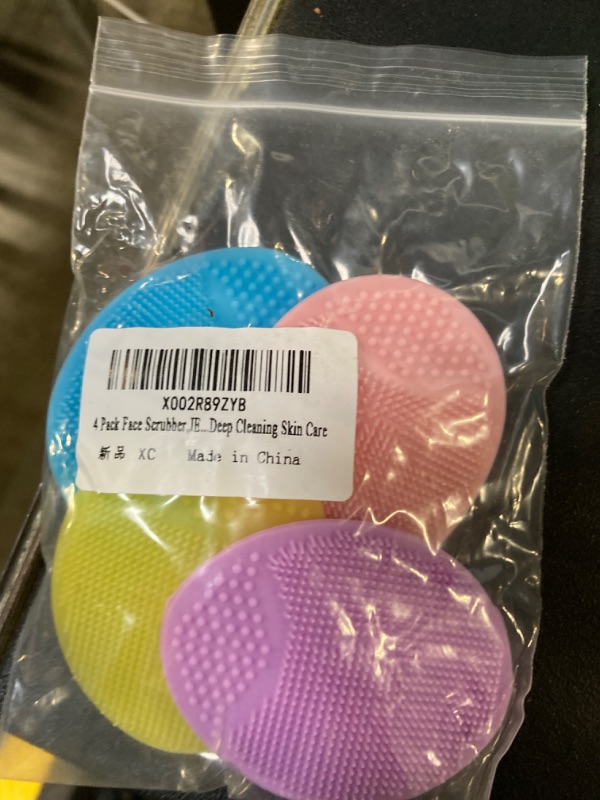 X002R89ZYB
4 Pack Face Scrubber,JE...Deep Cleaning Skin Care
新品 XC Made in China